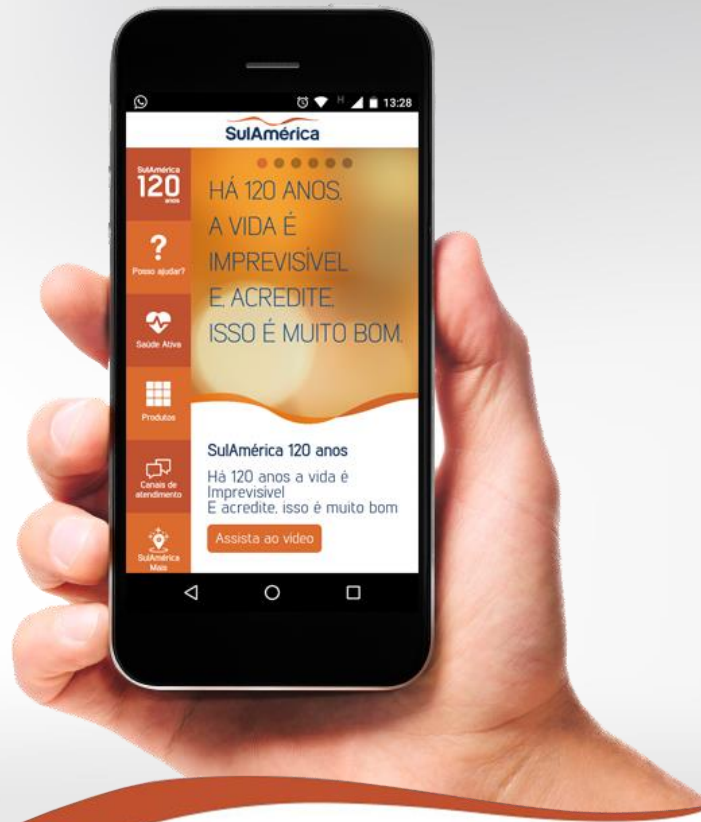 H 13:28
SulAmérica
SulAmérica
120
anos
Posso ajudar?
Saúde Ativa
Produtos
Canais de
atendimento
SulAmérica
Mais
HÁ 120 ANOS,
A VIDA É
IMPREVISÍVEL
E, ACREDITE,
ISSO É MUITO BOM.
SulAmérica 120 anos
Há 120 anos a vida é
Imprevisível
E acredite, isso é muito bom
Assista ao vídeo